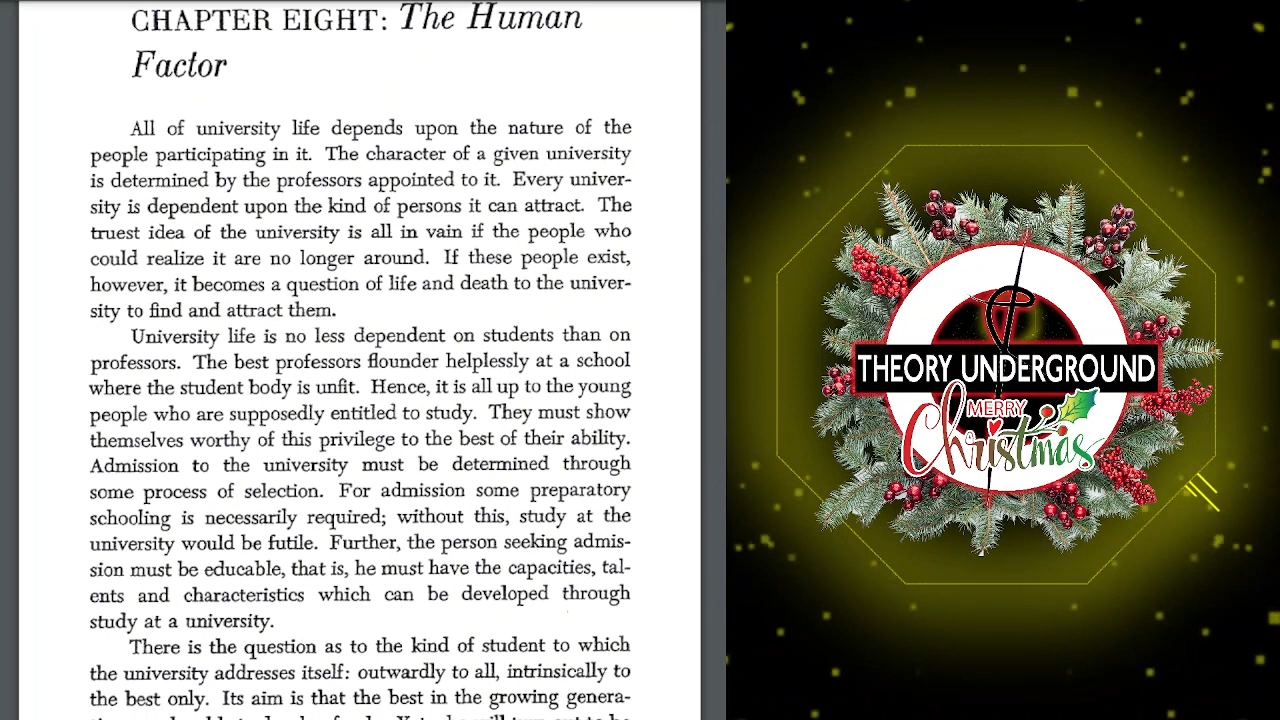 CHAPTER EIGHT: The Human
Factor
All of university life depends upon the nature of the
people participating in it. The character of a given university
is determined by the professors appointed to it. Every univer-
sity is dependent upon the kind of persons it can attract. The
truest idea of the university is all in vain if the people who
could realize it are no longer around. If these people exist,
however, it becomes a question of life and death to the univer-
sity to find and attract them.
University life is no less dependent on students than on
professors. The best professors flounder helplessly at a school
where the student body is unfit. Hence, it is all up to the young
people who are supposedly entitled to study. They must show
themselves worthy of this privilege to the best of their ability.
Admission to the university must be determined through
some process of selection. For admission some preparatory
schooling is necessarily required; without this, study at the
university would be futile. Further, the person seeking admis-
sion must be educable, that is, he must have the capacities, tal-
ents and characteristics which can be developed through
study at a university.
There is the question as to the kind of student to which
the university addresses itself: outwardly to all, intrinsically to
the best only. Its aim is that the best in the growing genera-
THEORY UNDERGROUND
MERRY
Christmas